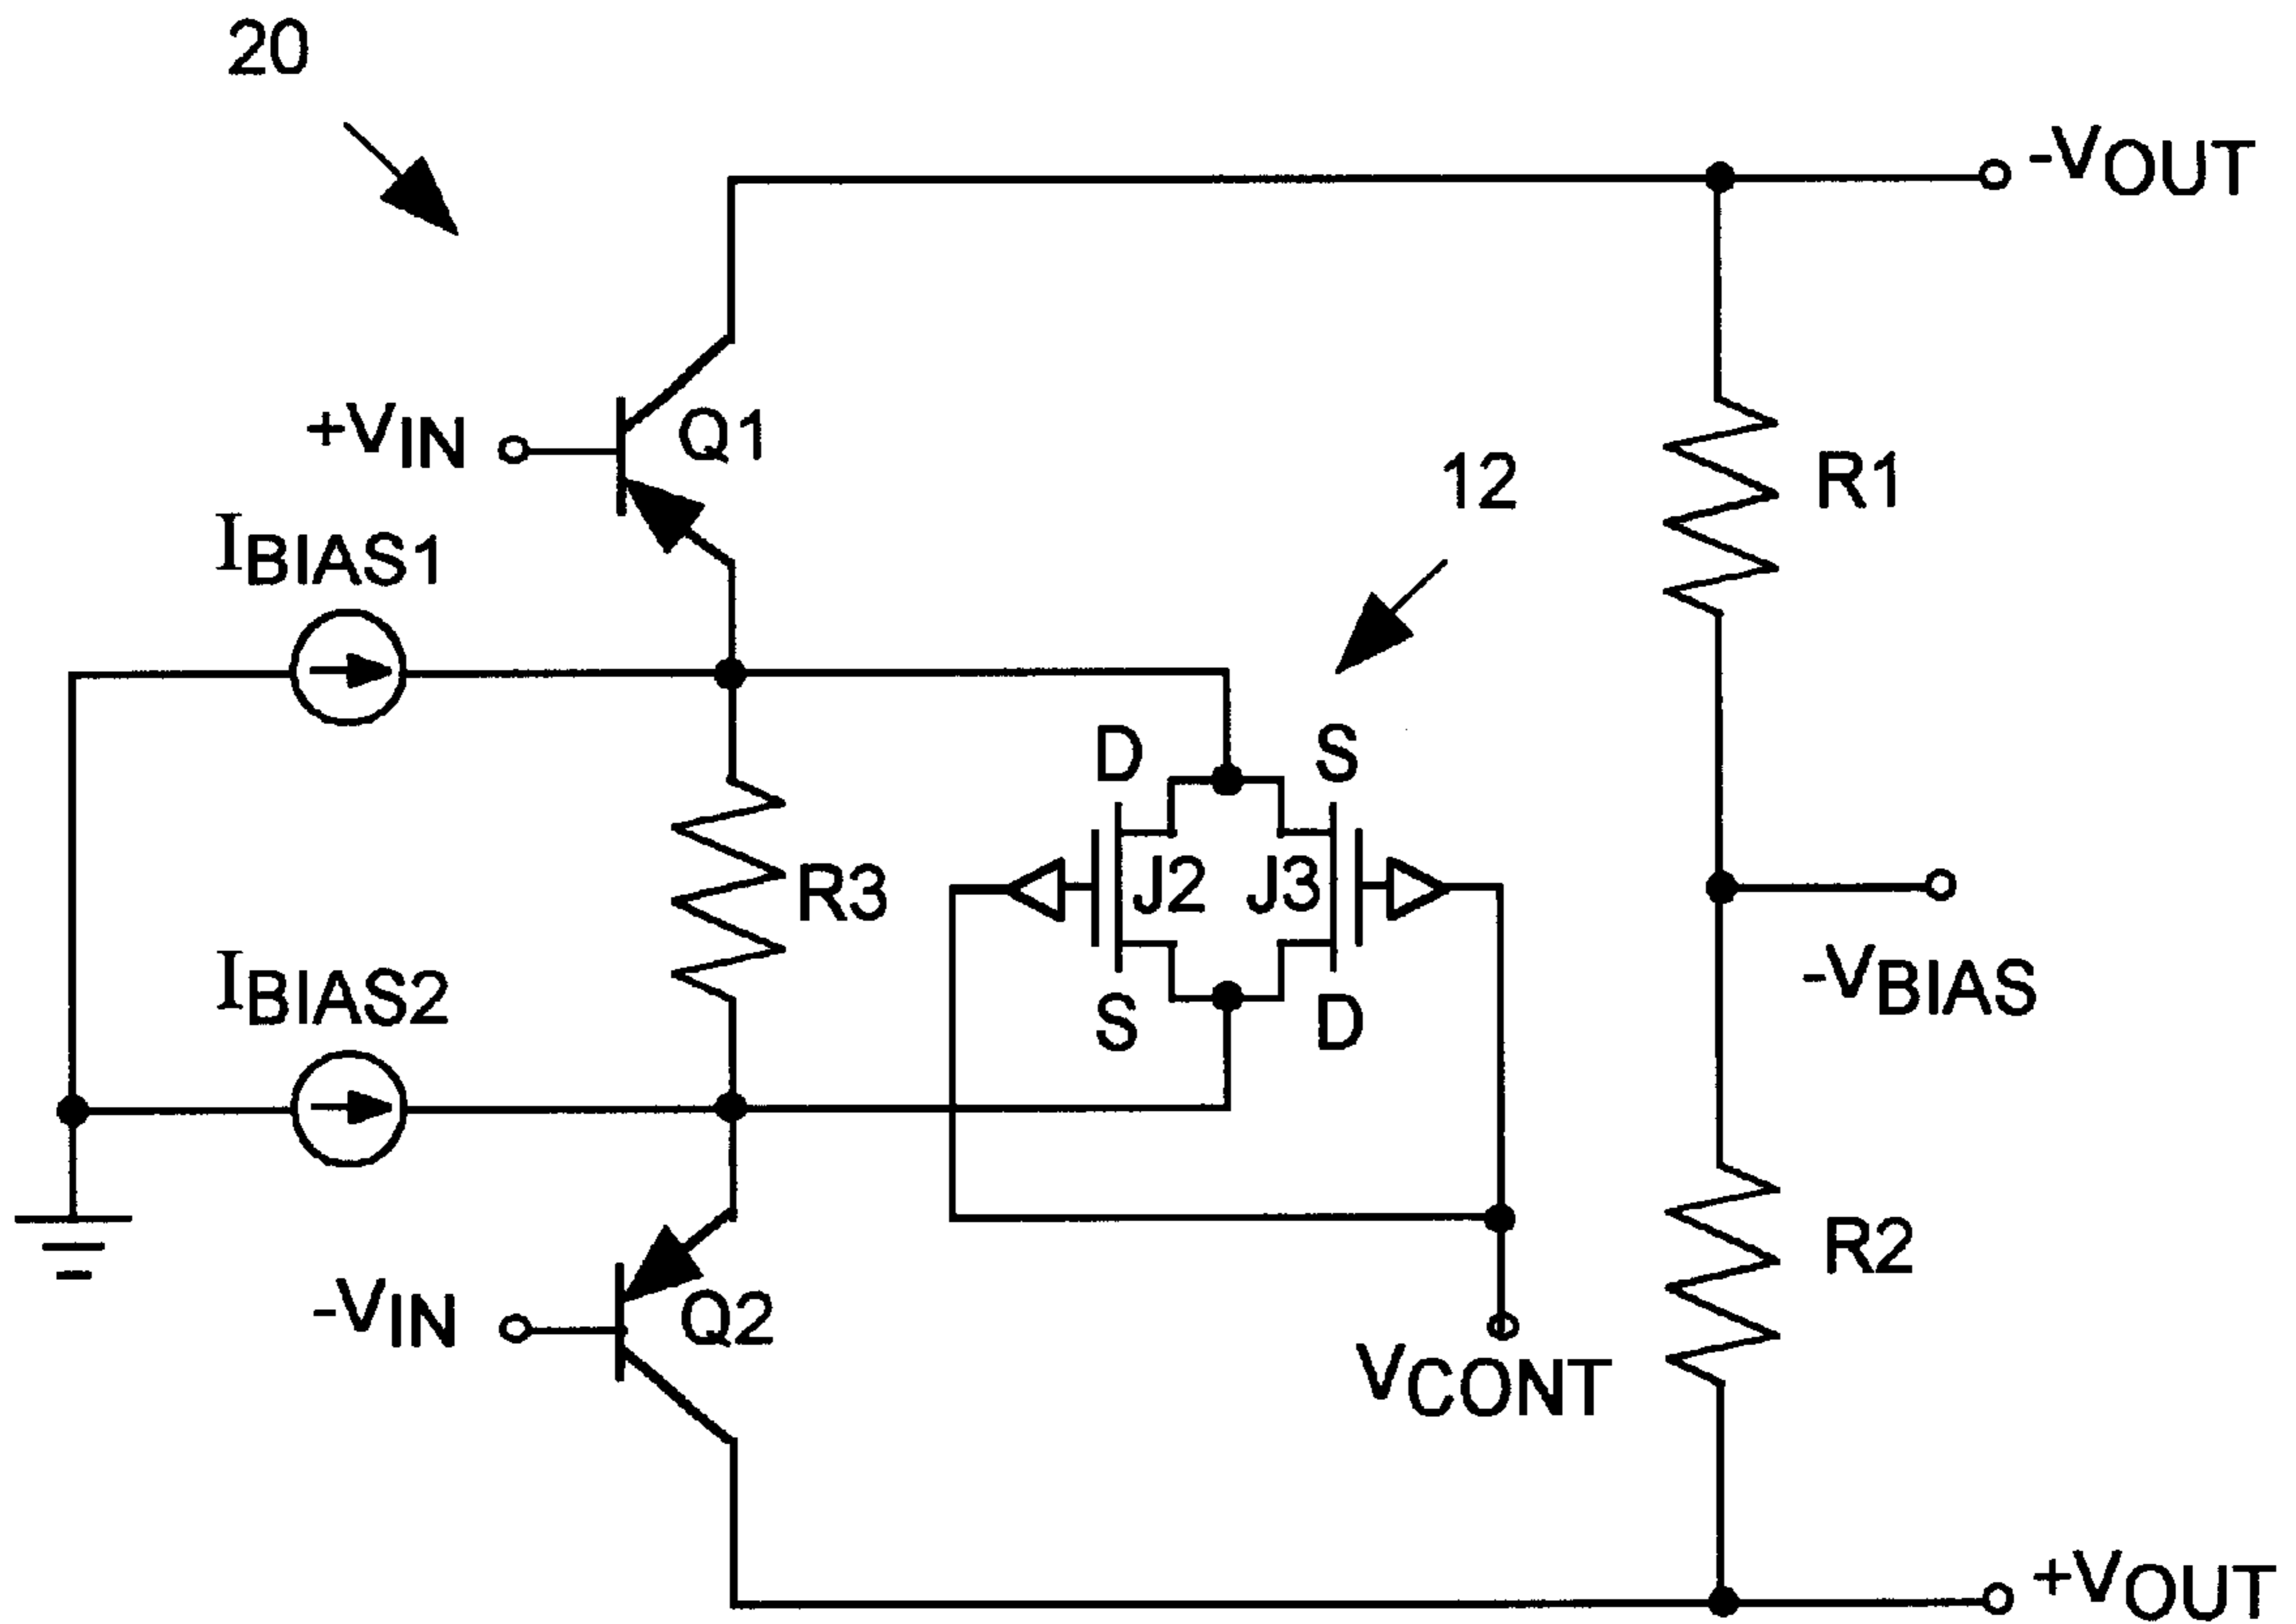 20
-VOUT
+VIN
Q1
12
R1
IBIAS1
D
S
J2
J3
R3
-VBIAS
IBIAS2
S
D
R2
-VIN
Q2
VCONT
+VOUT